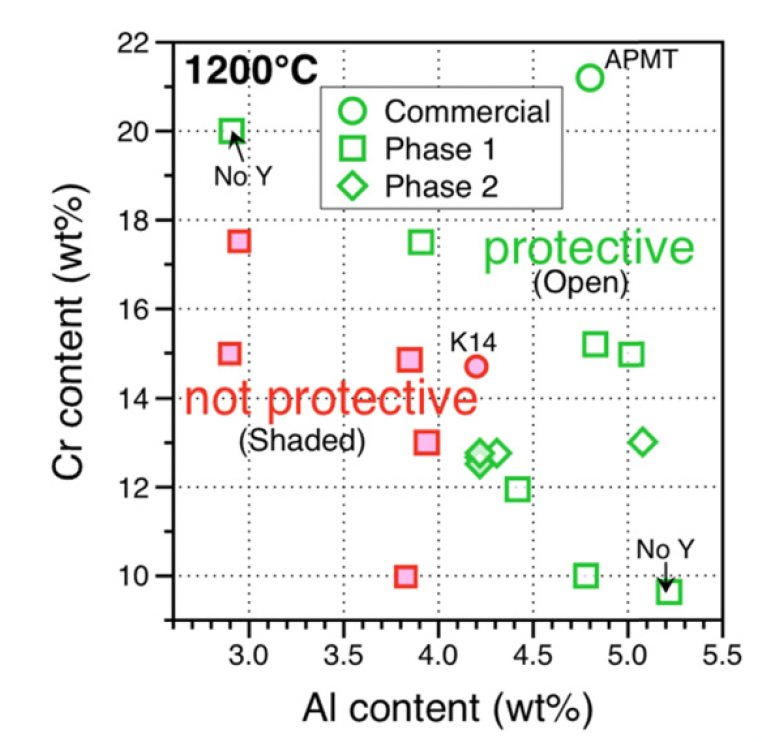 22
20
18
16
14
12
10
Cr content (wt%)
1200°C
APMT
Commercial
Phase 1
Phase 2
No Y
protective
(Open)
K14
not protective
(Shaded)
No Y
3.0 3.5 4.0 4.5 5.0 5.5
Al content (wt%)